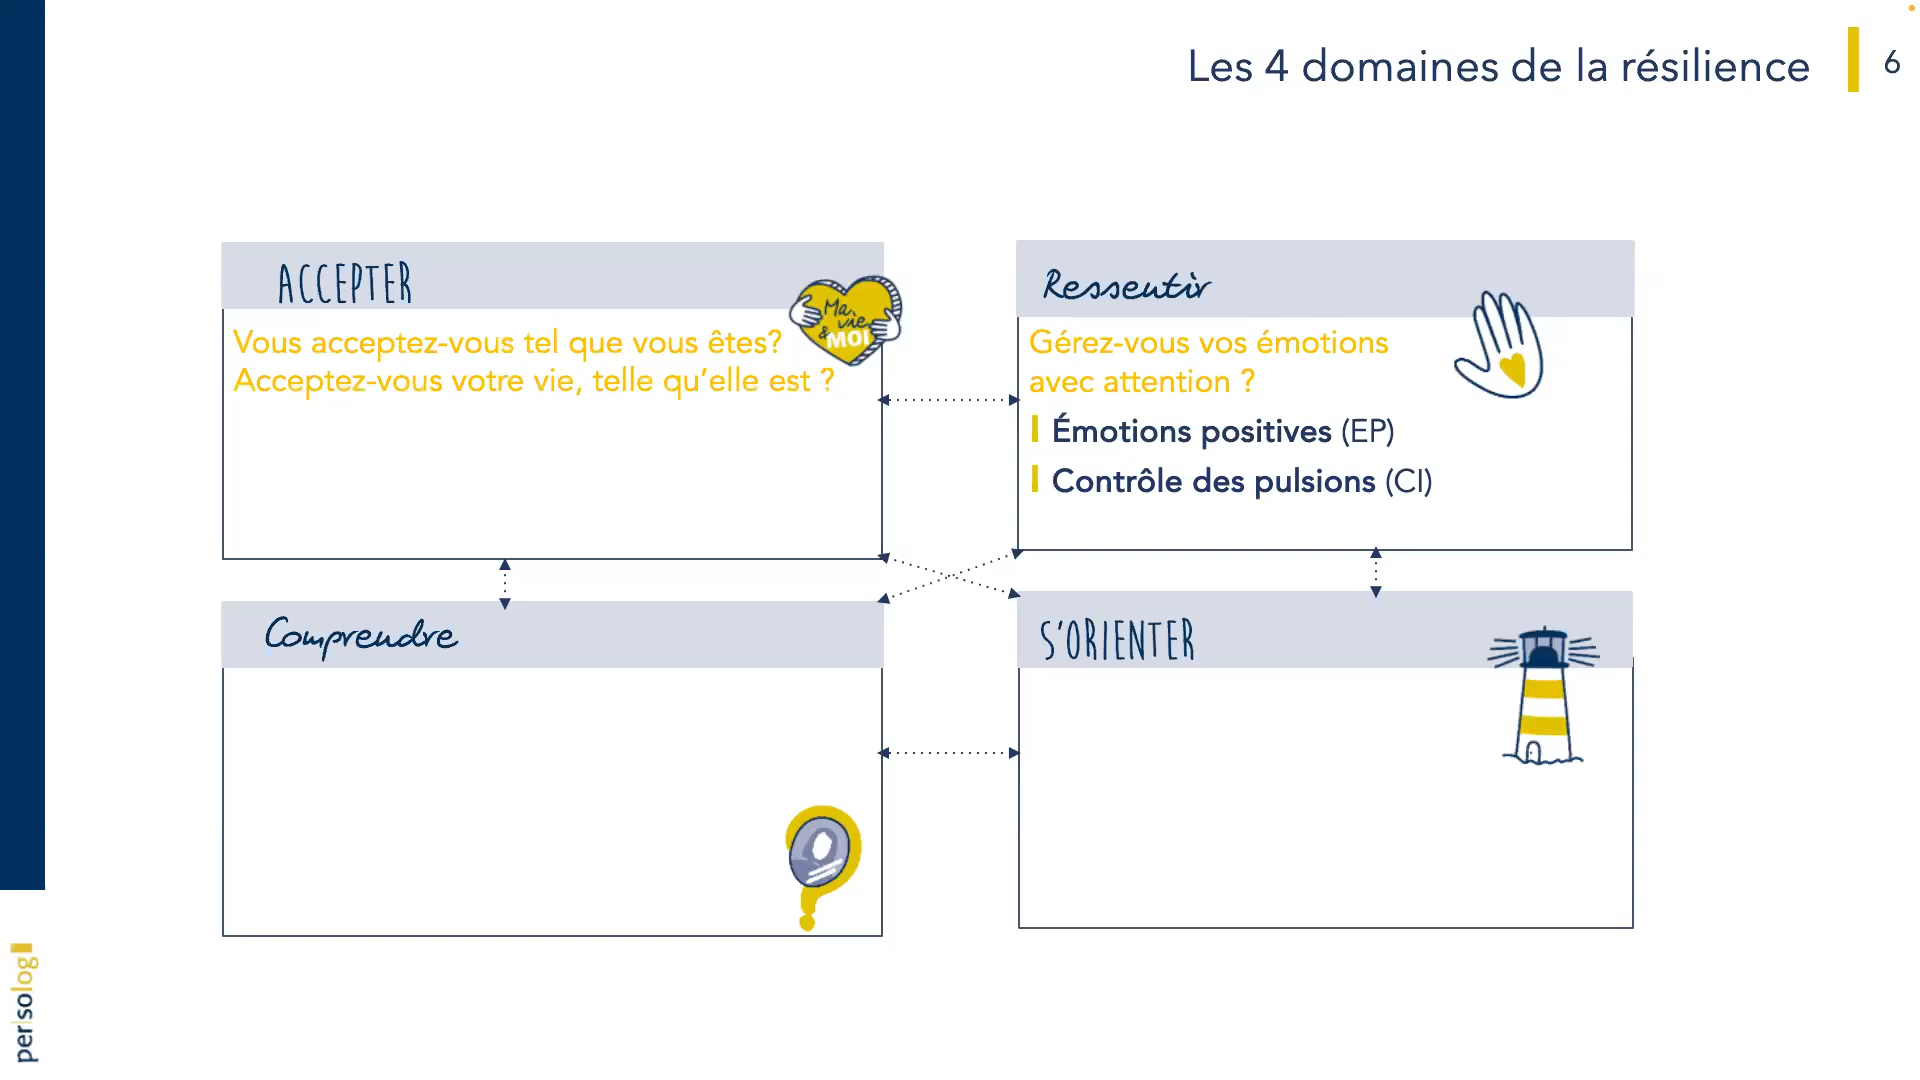 Les 4 domaines de la résilience
6
ACCEPTER
Ma
vie
& MOI
Vous acceptez-vous tel que vous êtes?
Acceptez-vous votre vie, telle qu’elle est ?
Ressentir
Gérez-vous vos émotions
avec attention ?
Émotions positives (EP)
Contrôle des pulsions (CI)
Comprendre
S'ORIENTER
persolog